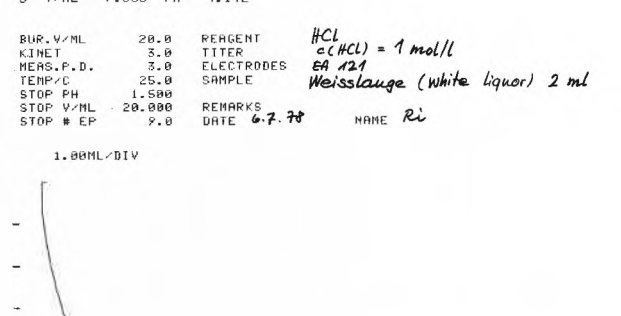 BUR.V/ML 20.0 REAGENT HCl
KINET 3.0 TITER c(HCl) = 1 mol/l
MEAS.P.D. 3.0 ELECTRODES EA 121
TEMP/C 25.0 SAMPLE Weisslauge (white liquor) 2 ml
STOP PH 1.500
STOP V/ML 20.000 REMARKS
STOP # EP 9.0 DATE 6.7.78 NAME Ri
1.00ML/DIV